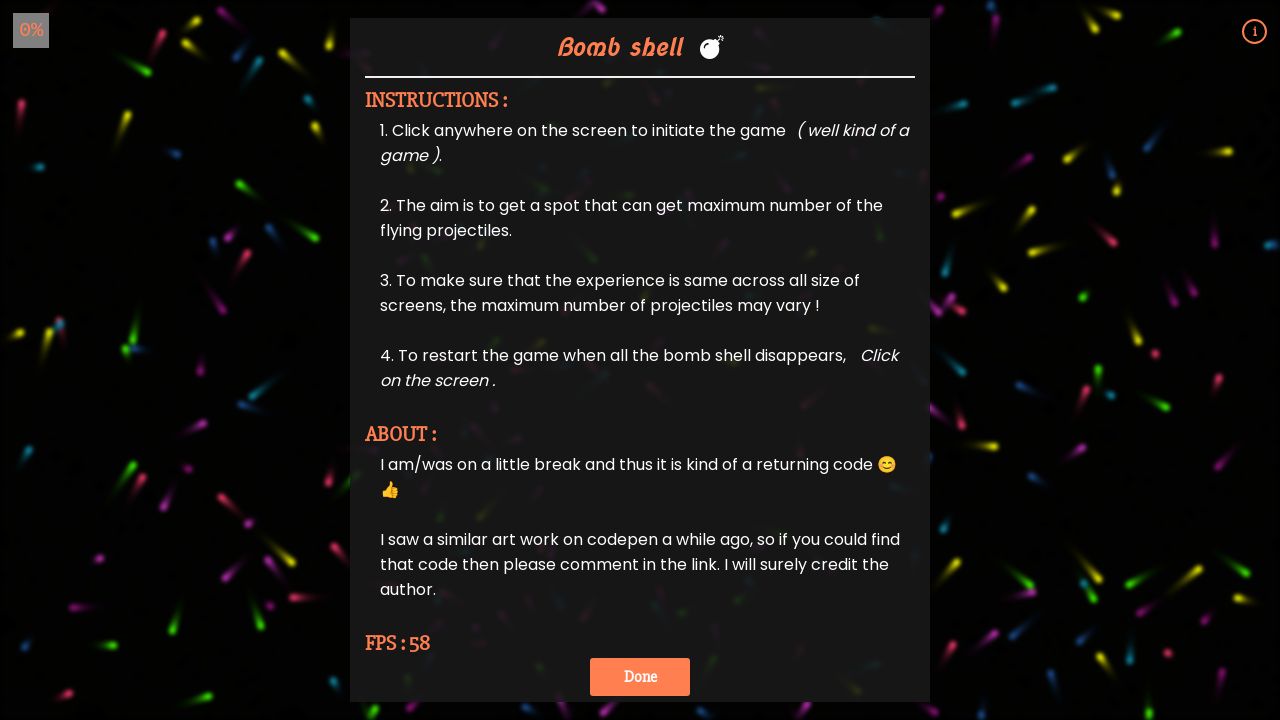 0%
i
Bomb shell 💣
INSTRUCTIONS :
1. Click anywhere on the screen to initiate the game ( well kind of a
game ).
2. The aim is to get a spot that can get maximum number of the
flying projectiles.
3. To make sure that the experience is same across all size of
screens, the maximum number of projectiles may vary !
4. To restart the game when all the bomb shell disappears, Click
on the screen .
ABOUT :
I am/was on a little break and thus it is kind of a returning code 😊
👍
I saw a similar art work on codepen a while ago, so if you could find
that code then please comment in the link. I will surely credit the
author.
FPS : 58
Done